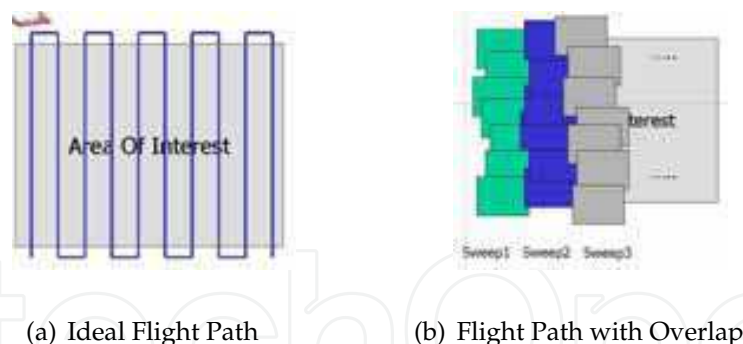 Area Of Interest
.....
terest
.....
Sweep1 Sweep2 Sweep3
(a) Ideal Flight Path
(b) Flight Path with Overlap